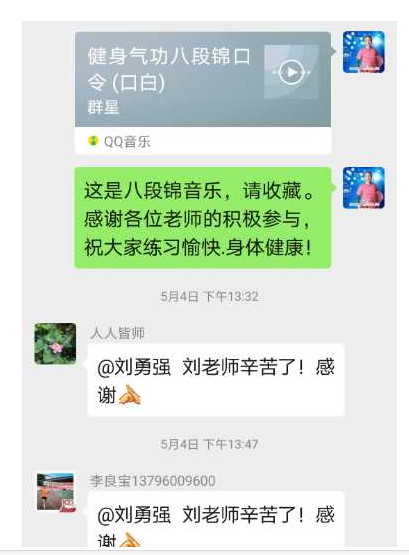 健身气功八段锦口
令 (口白)
群星
QQ音乐
这是八段锦音乐，请收藏。
感谢各位老师的积极参与，
祝大家练习愉快.身体健康！
5月4日 下午13:32
人人皆师
@刘勇强 刘老师辛苦了！感
谢
5月4日 下午13:47
李良宝13796009600
@刘勇强 刘老师辛苦了！感
谢